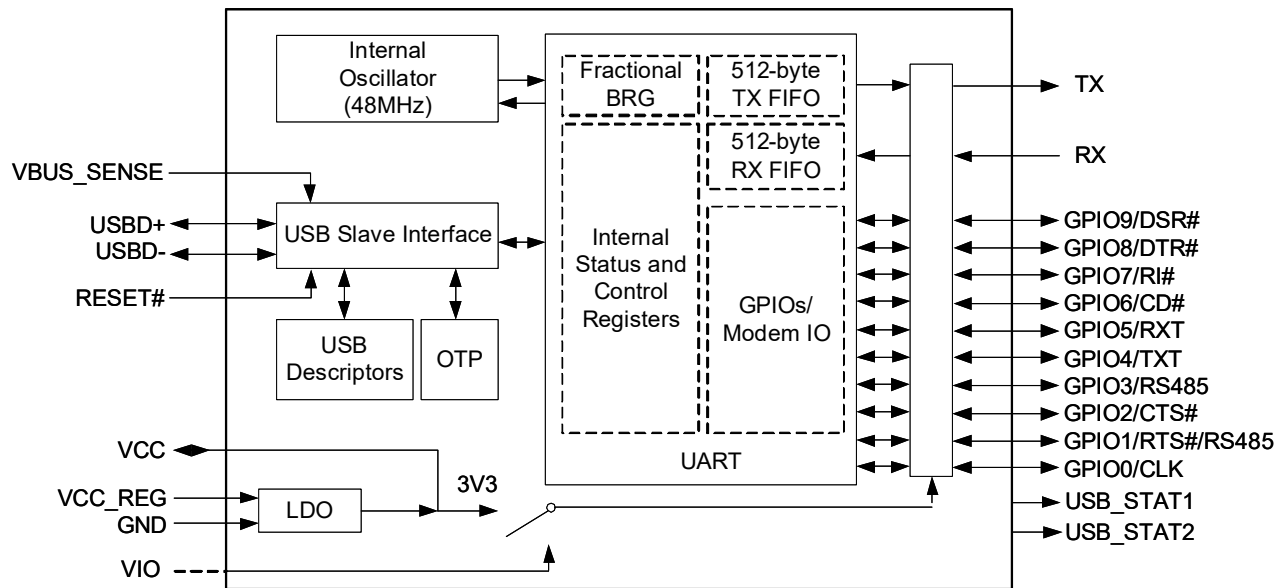 Internal
Oscillator
(48MHz)
Fractional
BRG
512-byte
TX FIFO
512-byte
RX FIFO
TX
RX
VBUS_SENSE
USBD+
USBD-
RESET#
USB Slave Interface
USB
Descriptors
OTP
Internal
Status and
Control
Registers
GPIOs/
Modem IO
UART
GPIO9/DSR#
GPIO8/DTR#
GPIO7/RI#
GPIO6/CD#
GPIO5/RXT
GPIO4/TXT
GPIO3/RS485
GPIO2/CTS#
GPIO1/RTS#/RS485
GPIO0/CLK
USB_STAT1
USB_STAT2
VCC
VCC_REG
GND
VIO
LDO
3V3